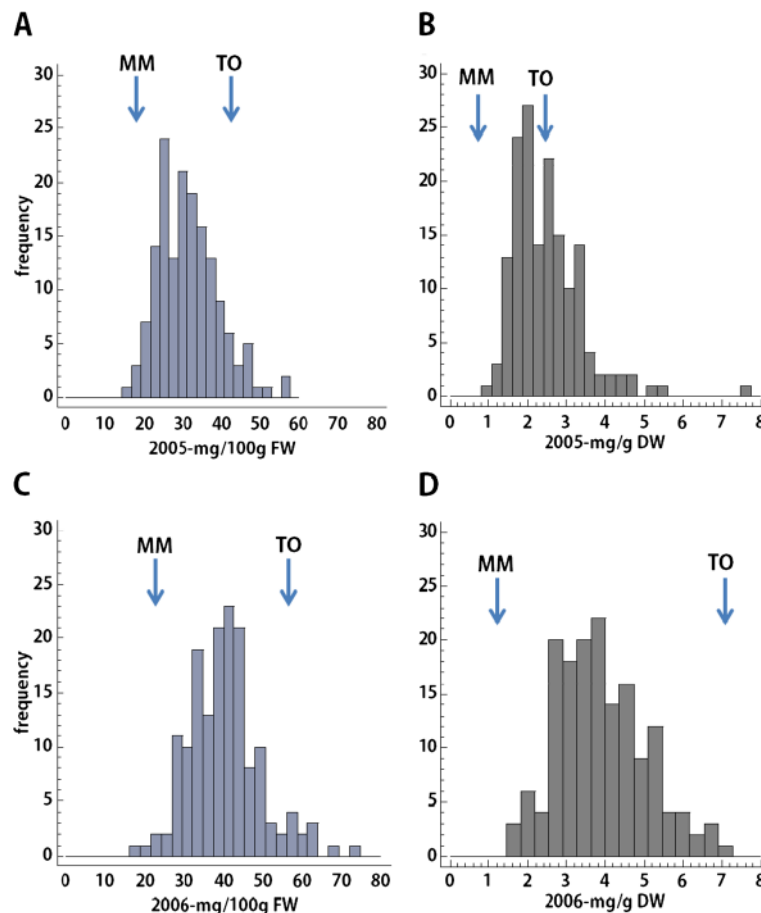 A
MM TO
frequency
30
25
20
15
10
5
0
0 10 20 30 40 50 60 70 80
2005-mg/100g FW
B
MM TO
30
25
20
15
10
5
0
0 1 2 3 4 5 6 7 8
2005-mg/g DW
C
MM TO
frequency
30
25
20
15
10
5
0
0 10 20 30 40 50 60 70 80
2006-mg/100g FW
D
MM TO
30
25
20
15
10
5
0
0 1 2 3 4 5 6 7 8
2006-mg/g DW